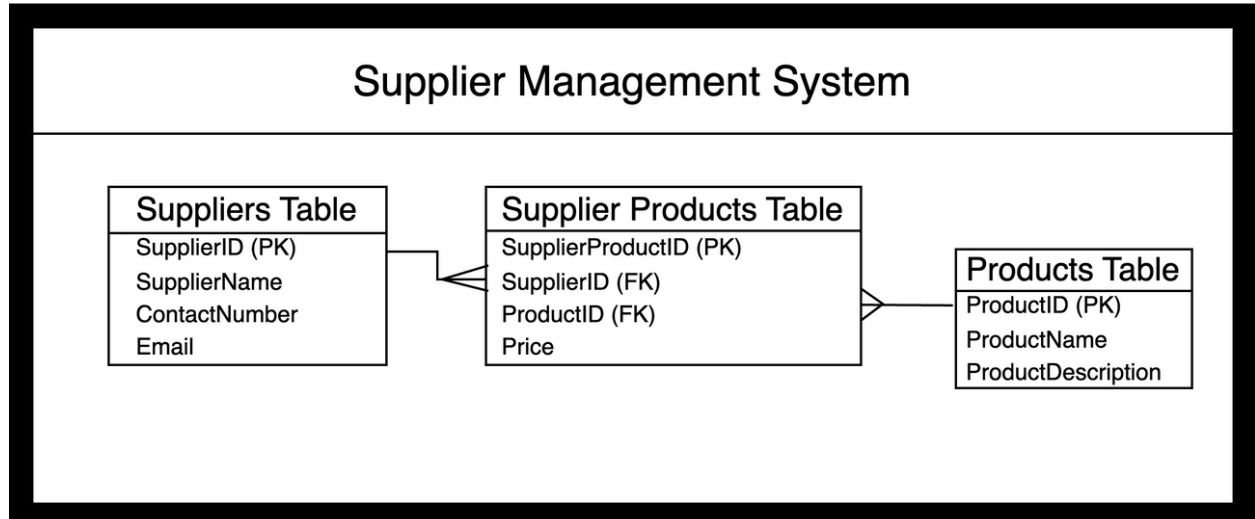 Supplier Management System
Suppliers Table
SupplierID (PK)
SupplierName
ContactNumber
Email
Supplier Products Table
SupplierProductID (PK)
SupplierID (FK)
ProductID (FK)
Price
Products Table
ProductID (PK)
ProductName
ProductDescription